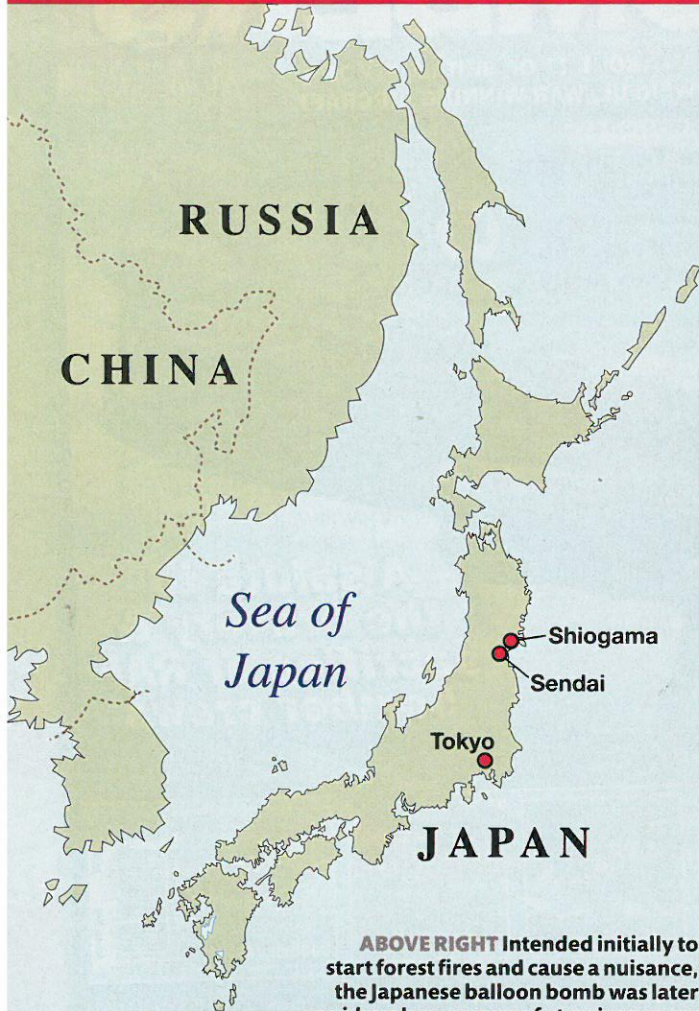 RUSSIA
CHINA
Sea of
Japan
Shiogama
Sendai
Tokyo
JAPAN
ABOVE RIGHT Intended initially to
start forest fires and cause a nuisance,
the Japanese balloon bomb was later